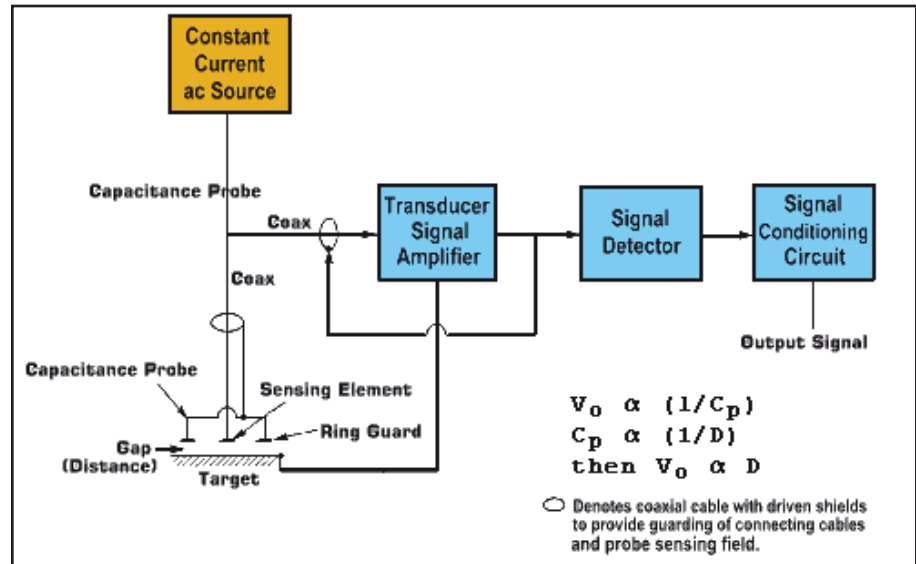 Constant
Current
ac Source
Capacitance Probe
Coax
Transducer
Signal
Amplifier
Signal
Detector
Signal
Conditioning
Circuit
Coax
Output Signal
Capacitance Probe
Sensing Element
Ring Guard
Gap
(Distance)
Target
V₀ α (1/Cₚ)
Cₚ α (1/D)
then V₀ α D
Denotes coaxial cable with driven shields
to provide guarding of connecting cables
and probe sensing field.